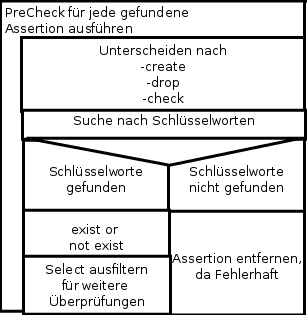 PreCheck für jede gefundene
Assertion ausführen
Unterscheiden nach
-create
-drop
-check
Suche nach Schlüselworten
Schlüsselworte
gefunden
Schlüsselworte
nicht gefunden
exist or
not exist
Select ausfiltern
für weitere
Überprüfungen
Assertion entfernen,
da Fehlerhaft